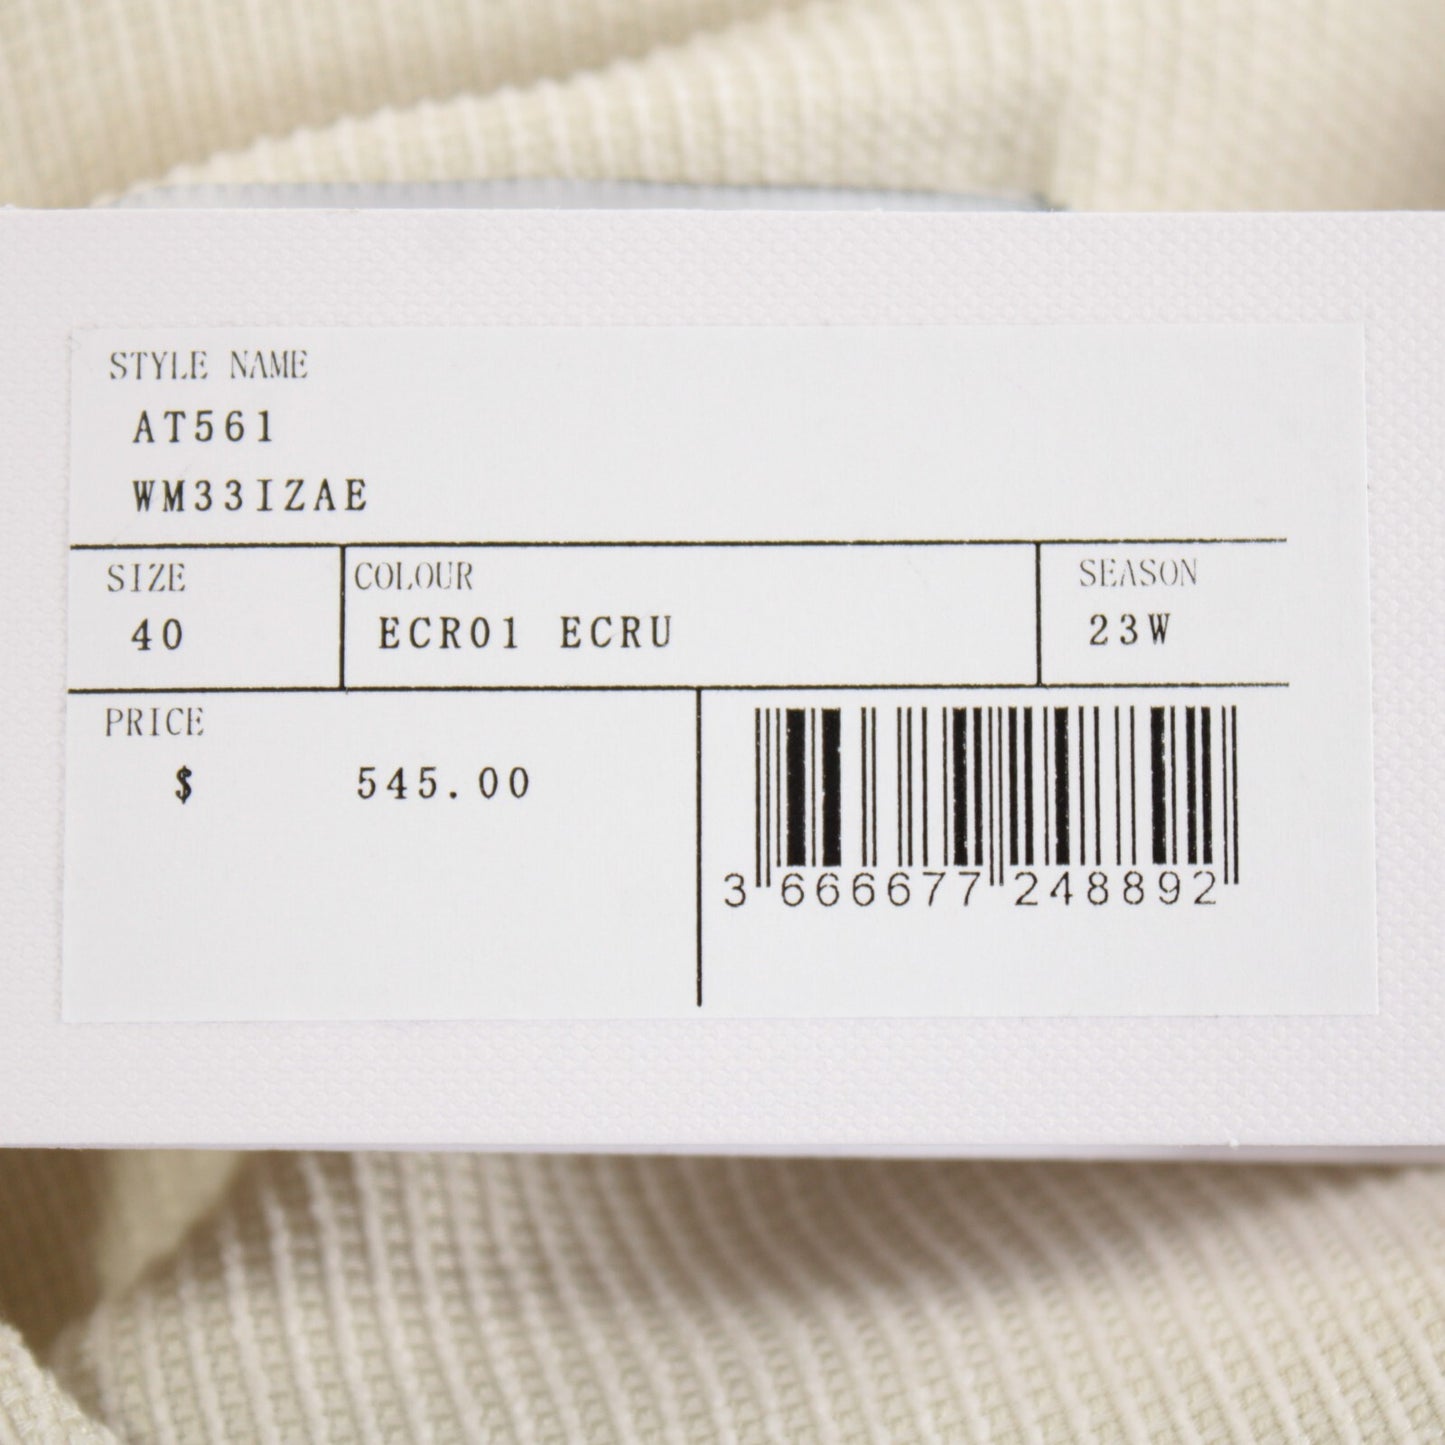 STYLE NAME
AT561
WM33IZAE
SIZE
COLOUR
SEASON
40
ECR01 ECRU
23W
PRICE
$ 545.00
3 666677 248892